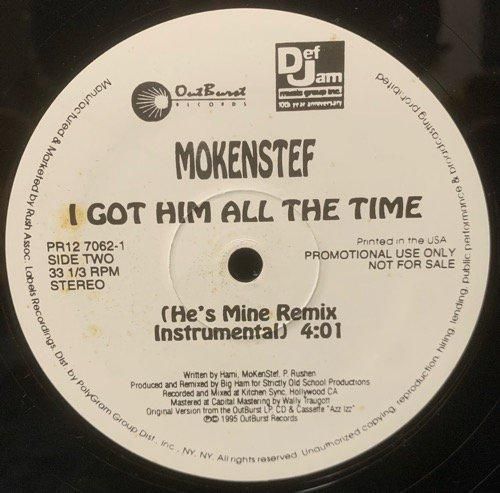 OutBurst
RECORDS
Def
Jam
music group inc.
10th year anniversary
MOKENSTEF
I GOT HIM ALL THE TIME
PR12 7062-1
SIDE TWO
33 1/3 RPM
STEREO
Printed in the USA
PROMOTIONAL USE ONLY
NOT FOR SALE
(He's Mine Remix
Instrumental) 4:01
Written by Hami, MoKenStef, P. Rushen
Produced and Remixed by Big Ham for Strictly Old School Productions
Recorded and Mixed at Kitchen Sync, Hollywood CA
Mastered at Capital Mastering by Wally Traugott
Original Version from the OutBurst LP, CD & Cassette "Azz Izz"
℗© 1995 OutBurst Records
Manufactured & Marketed by Rush Assoc. Labels Recordings, Dist. by PolyGram Group Dist., Inc., NY, NY. All rights reserved. Unauthorized copying, reproduction, hiring, lending, public performance & broadcasting prohibited